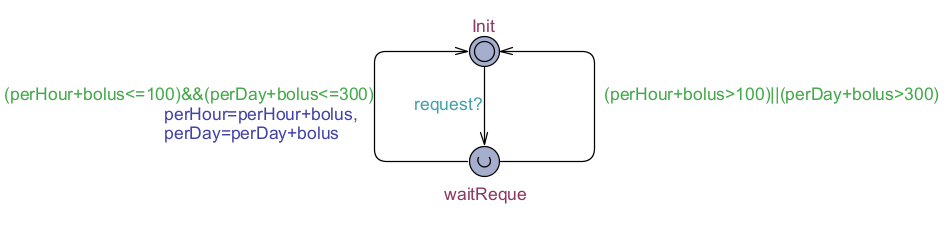 Init
(perHour+bolus<=100)&&(perDay+bolus<=300)
perHour=perHour+bolus,
perDay=perDay+bolus
request?
(perHour+bolus>100)||(perDay+bolus>300)
waitReque